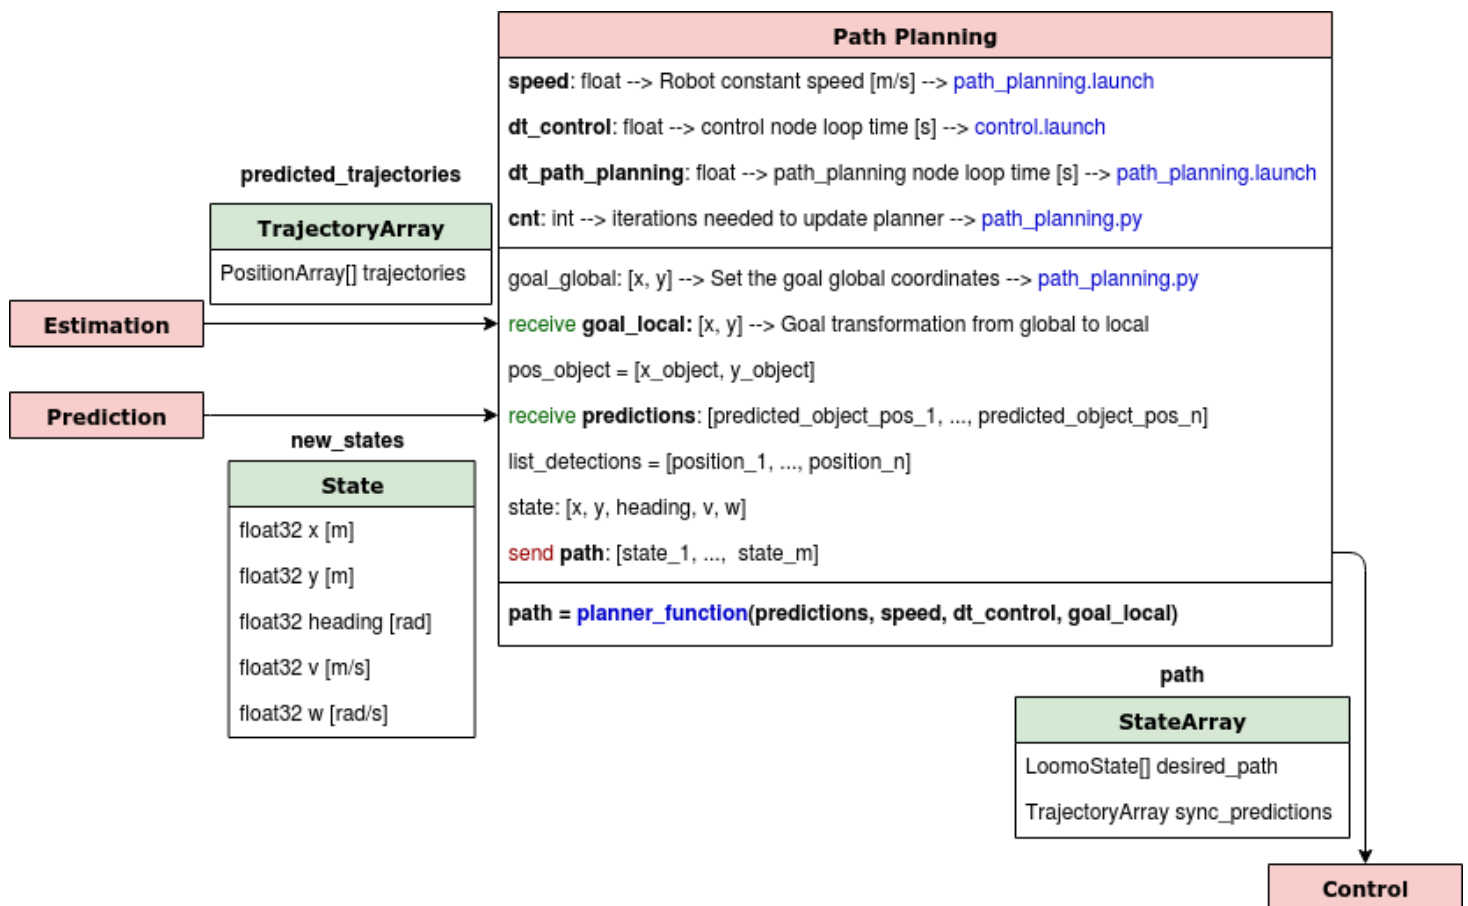 Path Planning
speed: float --> Robot constant speed [m/s] --> path_planning.launch
dt_control: float --> control node loop time [s] --> control.launch
dt_path_planning: float --> path_planning node loop time [s] --> path_planning.launch
cnt: int --> iterations needed to update planner --> path_planning.py
goal_global: [x, y] --> Set the goal global coordinates --> path_planning.py
receive goal_local: [x, y] --> Goal transformation from global to local
pos_object = [x_object, y_object]
receive predictions: [predicted_object_pos_1, ..., predicted_object_pos_n]
list_detections = [position_1, ..., position_n]
state: [x, y, heading, v, w]
send path: [state_1, ..., state_m]
path = planner_function(predictions, speed, dt_control, goal_local)
predicted_trajectories
TrajectoryArray
PositionArray[] trajectories
Estimation
Prediction
new_states
State
float32 x [m]
float32 y [m]
float32 heading [rad]
float32 v [m/s]
float32 w [rad/s]
path
StateArray
LoomoState[] desired_path
TrajectoryArray sync_predictions
Control